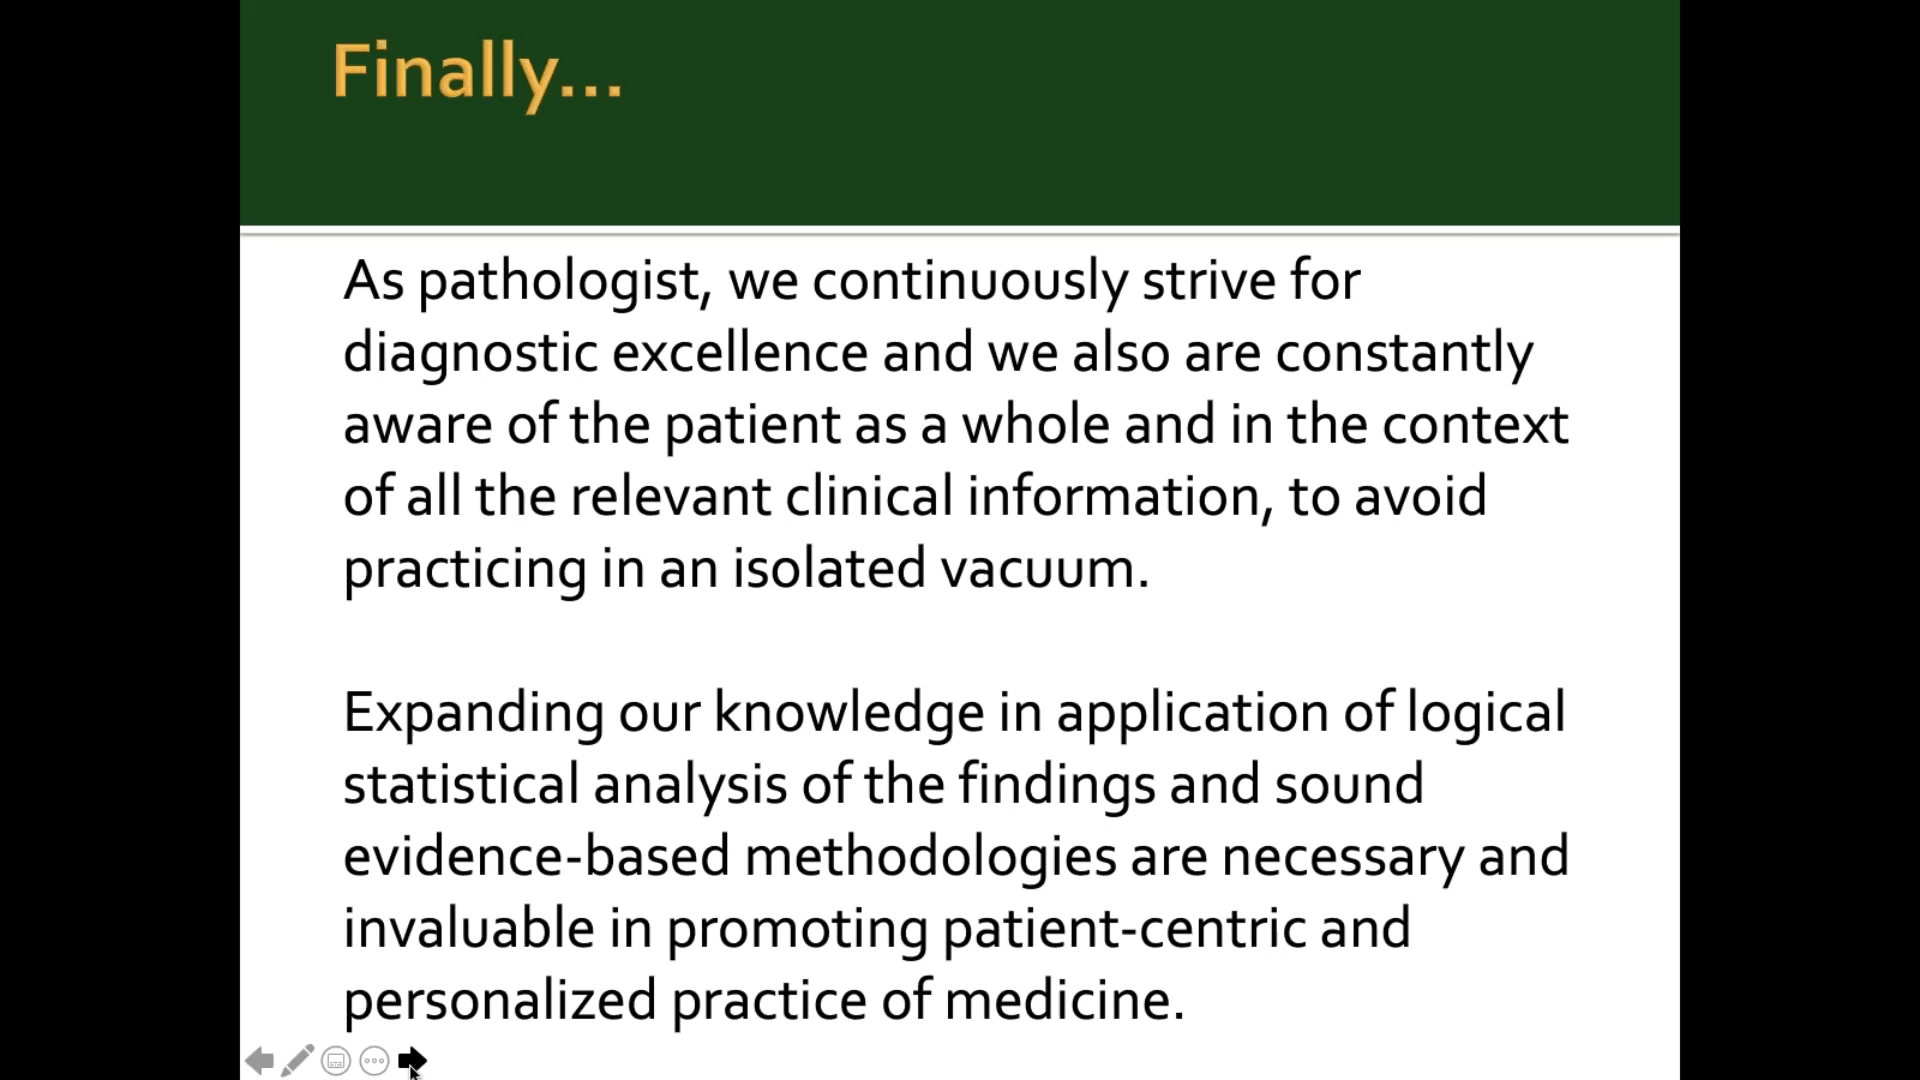 Finally...
As pathologist, we continuously strive for
diagnostic excellence and we also are constantly
aware of the patient as a whole and in the context
of all the relevant clinical information, to avoid
practicing in an isolated vacuum.
Expanding our knowledge in application of logical
statistical analysis of the findings and sound
evidence-based methodologies are necessary and
invaluable in promoting patient-centric and
personalized practice of medicine.